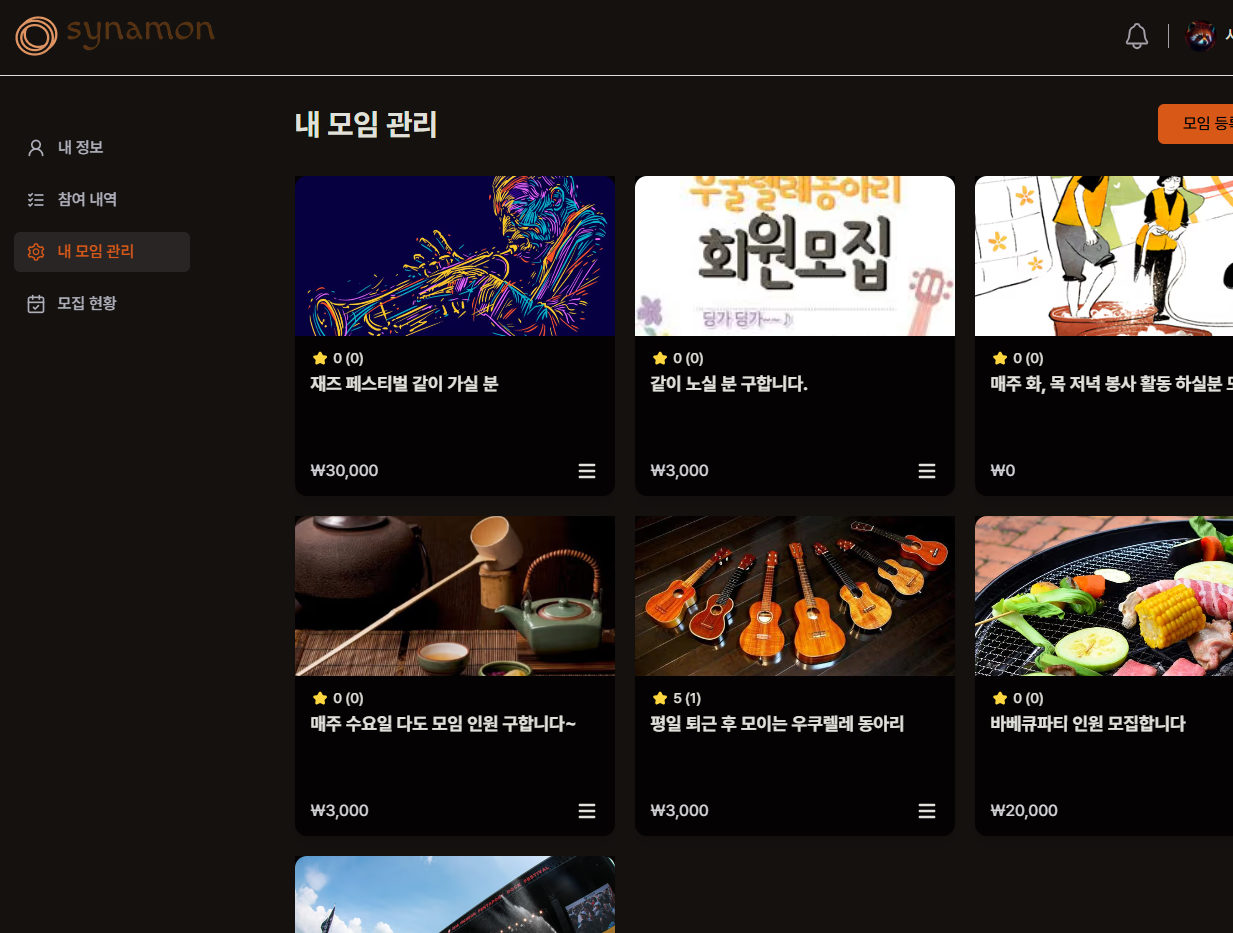 synamon
내 모임 관리
모임 등록
내 정보
참여 내역
내 모임 관리
모집 현황
우쿨렐레동아리
회원모집
딩가 딩가~~♪
0 (0)
재즈 페스티벌 같이 가실 분
₩30,000
0 (0)
같이 노실 분 구합니다.
₩3,000
0 (0)
매주 화, 목 저녁 봉사 활동 하실분
₩0
0 (0)
매주 수요일 다도 모임 인원 구합니다~
₩3,000
5 (1)
평일 퇴근 후 모이는 우쿠렐레 동아리
₩3,000
0 (0)
바베큐파티 인원 모집합니다
₩20,000